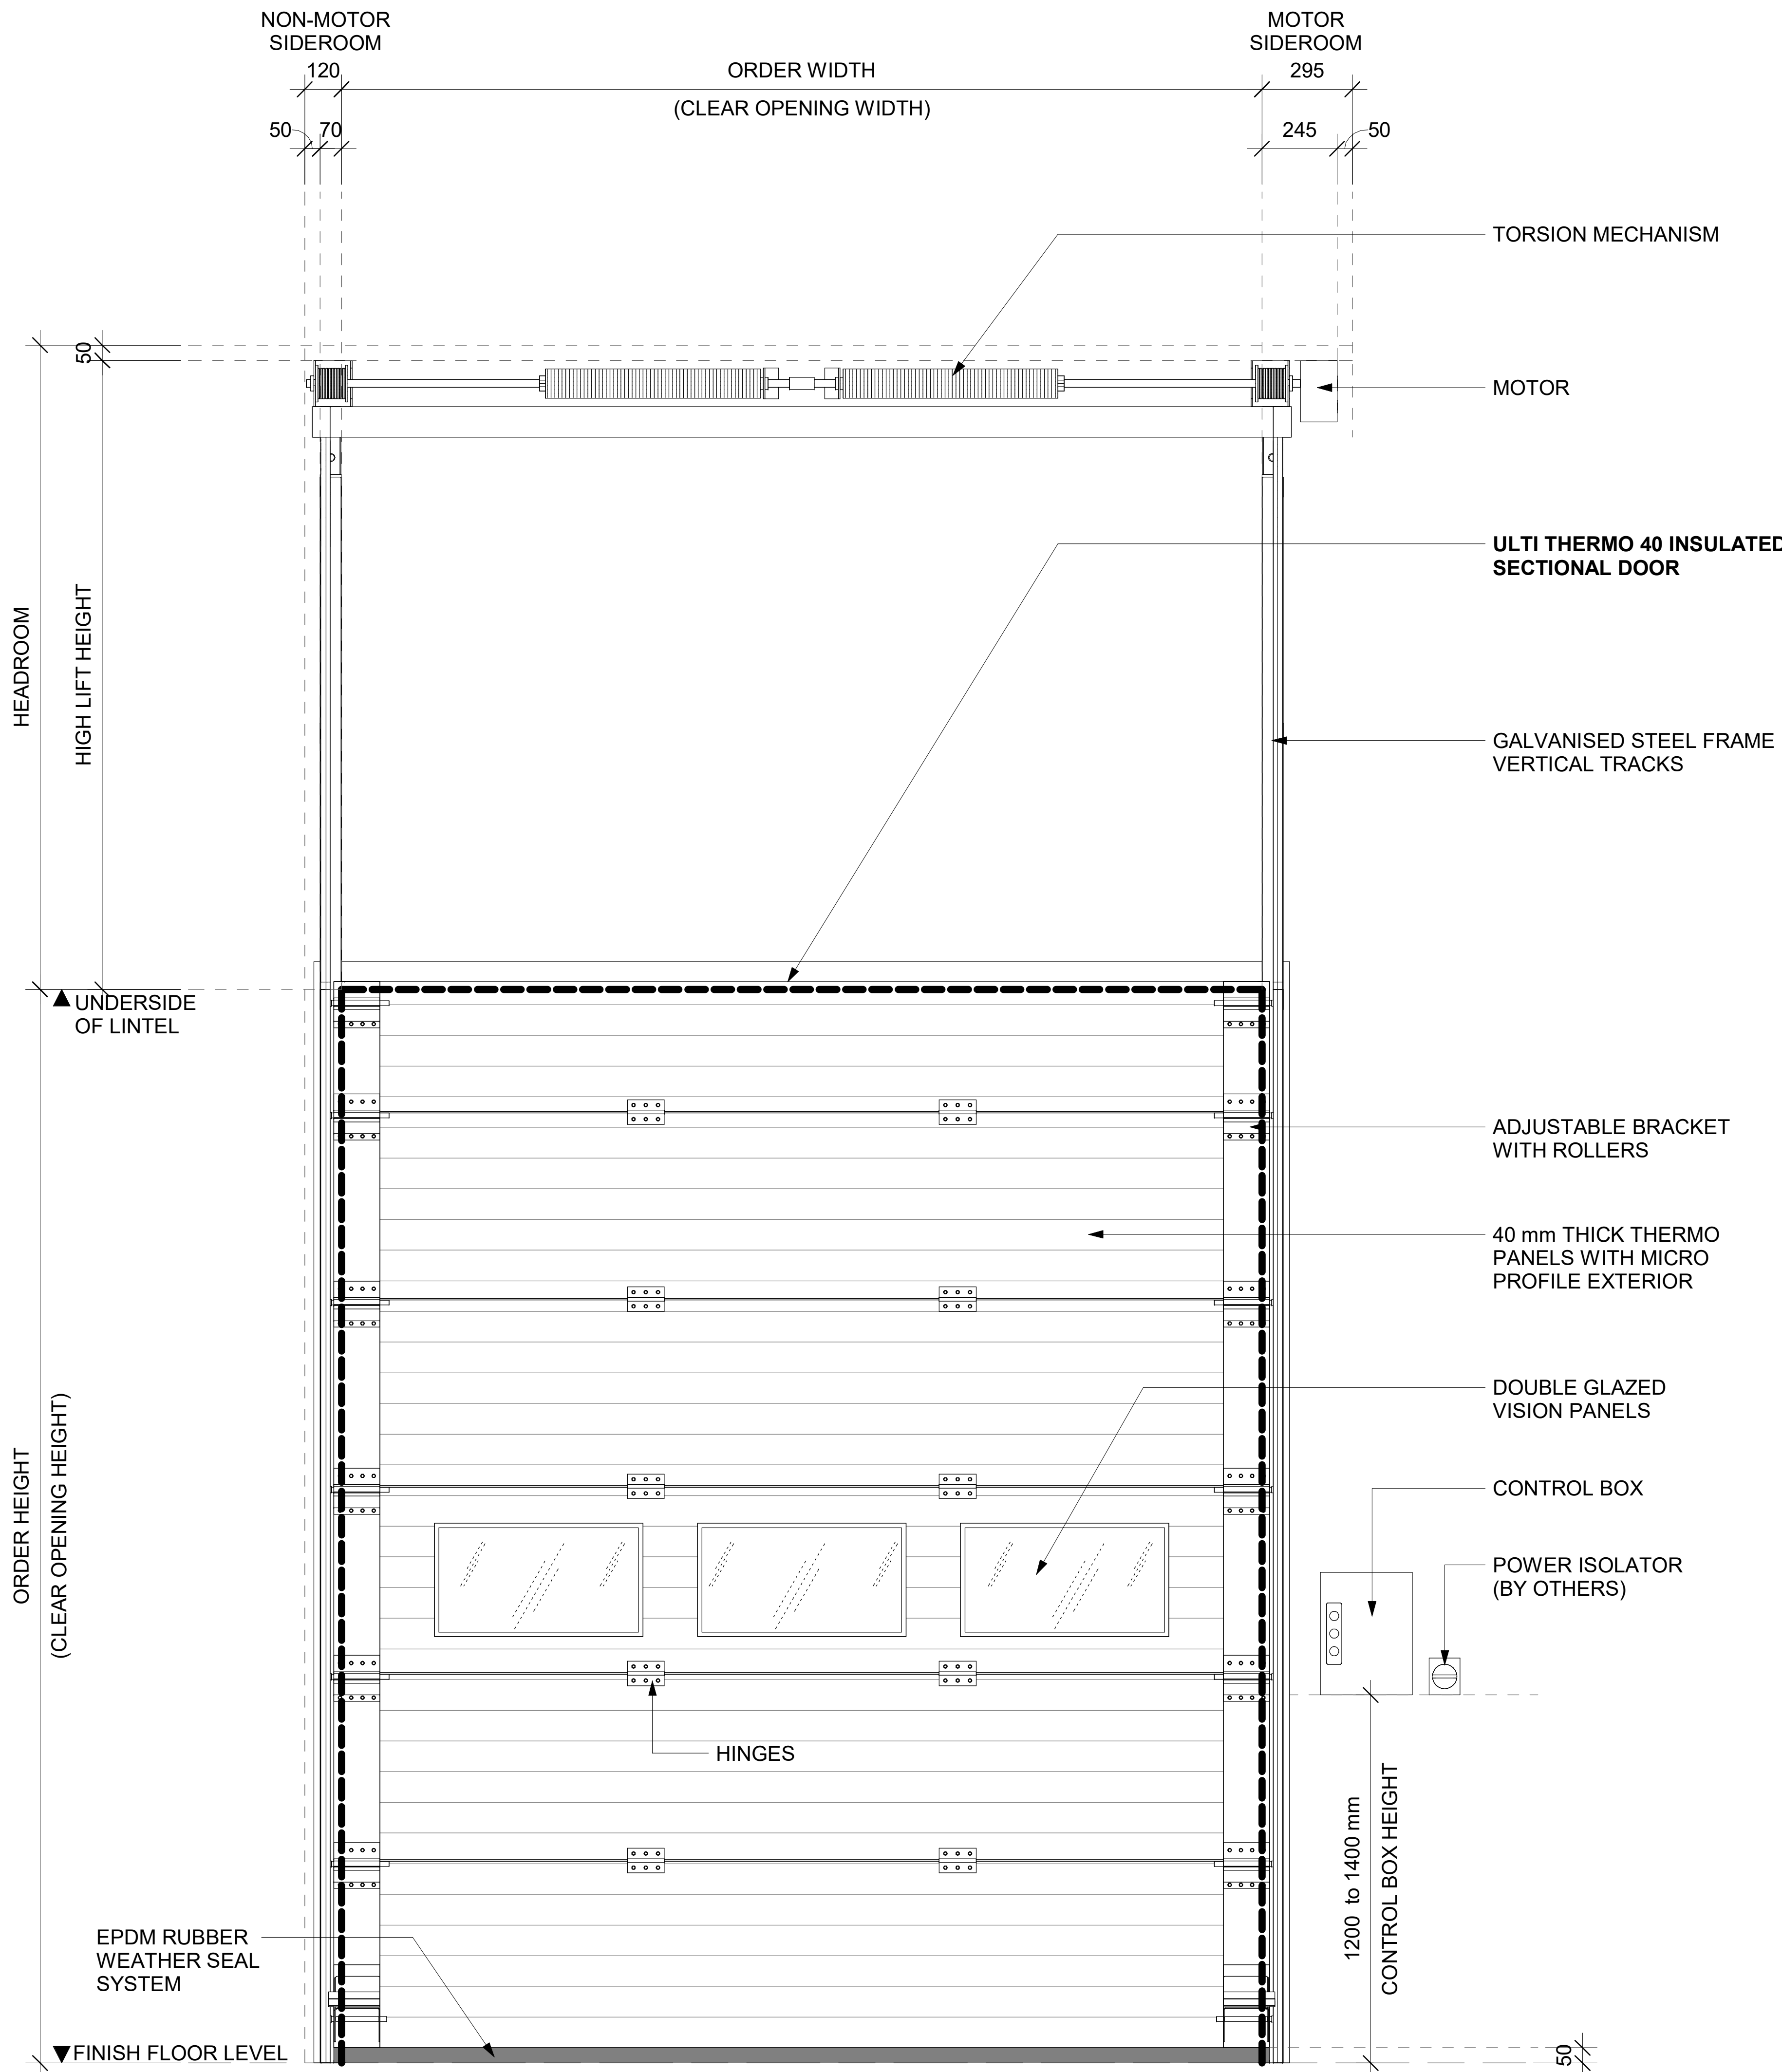 NON-MOTOR
SIDEROOM
MOTOR
SIDEROOM
120
ORDER WIDTH
295
(CLEAR OPENING WIDTH)
50
70
245
50
TORSION MECHANISM
50
MOTOR
ULTI THERMO 40 INSULATED
SECTIONAL DOOR
HEADROOM
HIGH LIFT HEIGHT
GALVANISED STEEL FRAME
VERTICAL TRACKS
UNDERSIDE
OF LINTEL
ADJUSTABLE BRACKET
WITH ROLLERS
40 mm THICK THERMO
PANELS WITH MICRO
PROFILE EXTERIOR
DOUBLE GLAZED
VISION PANELS
ORDER HEIGHT
(CLEAR OPENING HEIGHT)
CONTROL BOX
POWER ISOLATOR
(BY OTHERS)
HINGES
1200 to 1400 mm
CONTROL BOX HEIGHT
EPDM RUBBER
WEATHER SEAL
SYSTEM
FINISH FLOOR LEVEL
50